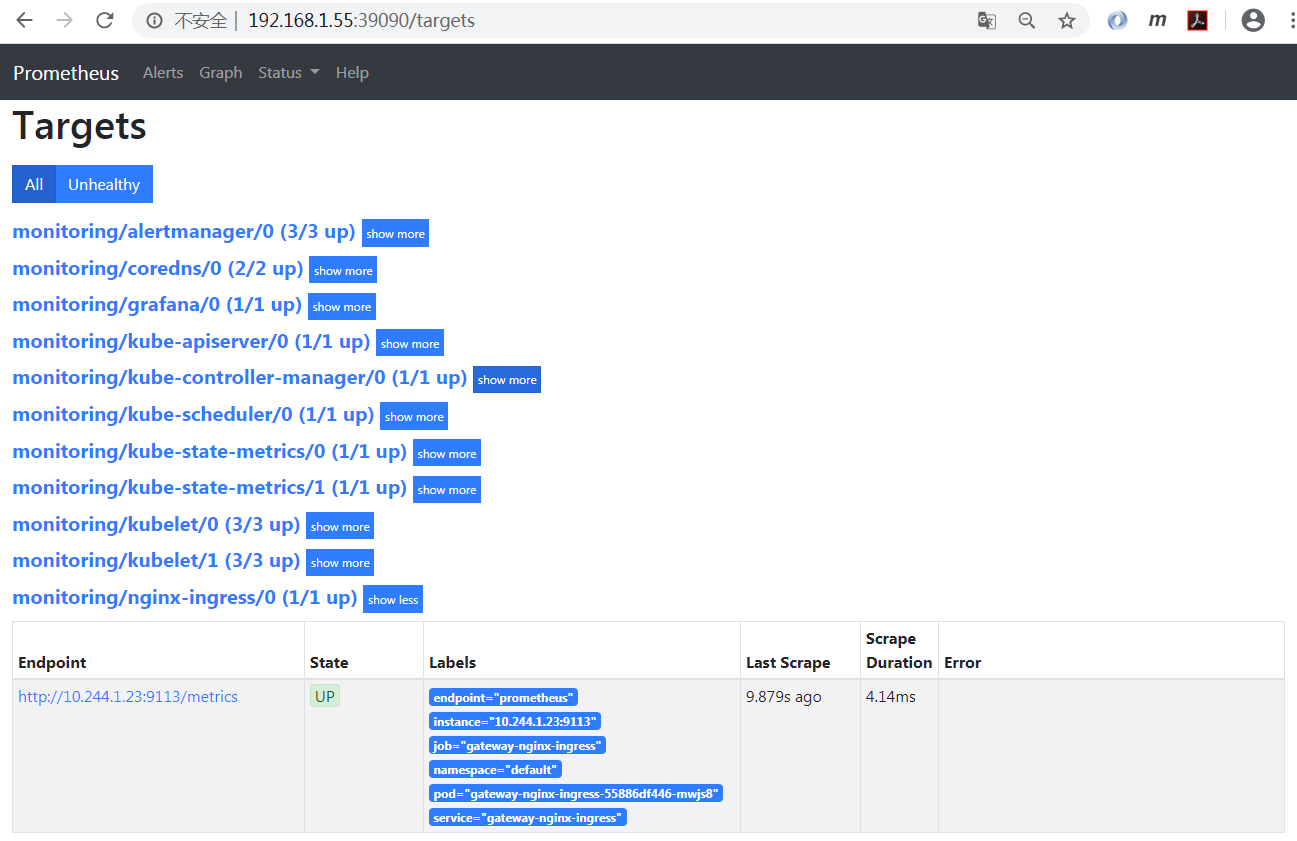 不安全 | 192.168.1.55:39090/targets
Prometheus Alerts Graph Status Help
Targets
All Unhealthy
monitoring/alertmanager/0 (3/3 up) show more
monitoring/coredns/0 (2/2 up) show more
monitoring/grafana/0 (1/1 up) show more
monitoring/kube-apiserver/0 (1/1 up) show more
monitoring/kube-controller-manager/0 (1/1 up) show more
monitoring/kube-scheduler/0 (1/1 up) show more
monitoring/kube-state-metrics/0 (1/1 up) show more
monitoring/kube-state-metrics/1 (1/1 up) show more
monitoring/kubelet/0 (3/3 up) show more
monitoring/kubelet/1 (3/3 up) show more
monitoring/nginx-ingress/0 (1/1 up) show less
Endpoint State Labels Last Scrape Scrape Duration Error
http://10.244.1.23:9113/metrics UP endpoint="prometheus" 9.879s ago 4.14ms
instance="10.244.1.23:9113"
job="gateway-nginx-ingress"
namespace="default"
pod="gateway-nginx-ingress-55886df446-mwjs8"
service="gateway-nginx-ingress"